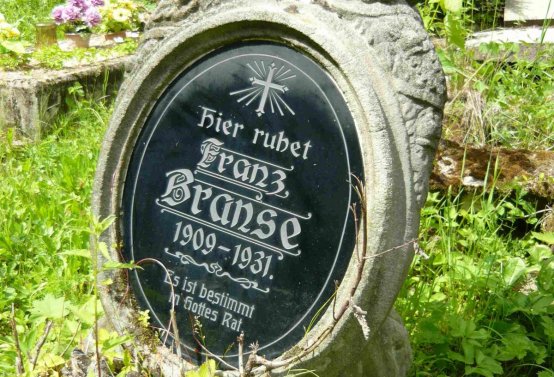 Hier ruhet
Franz
Branse
1909-1931.
Es ist bestimmt
in Gottes Rat.